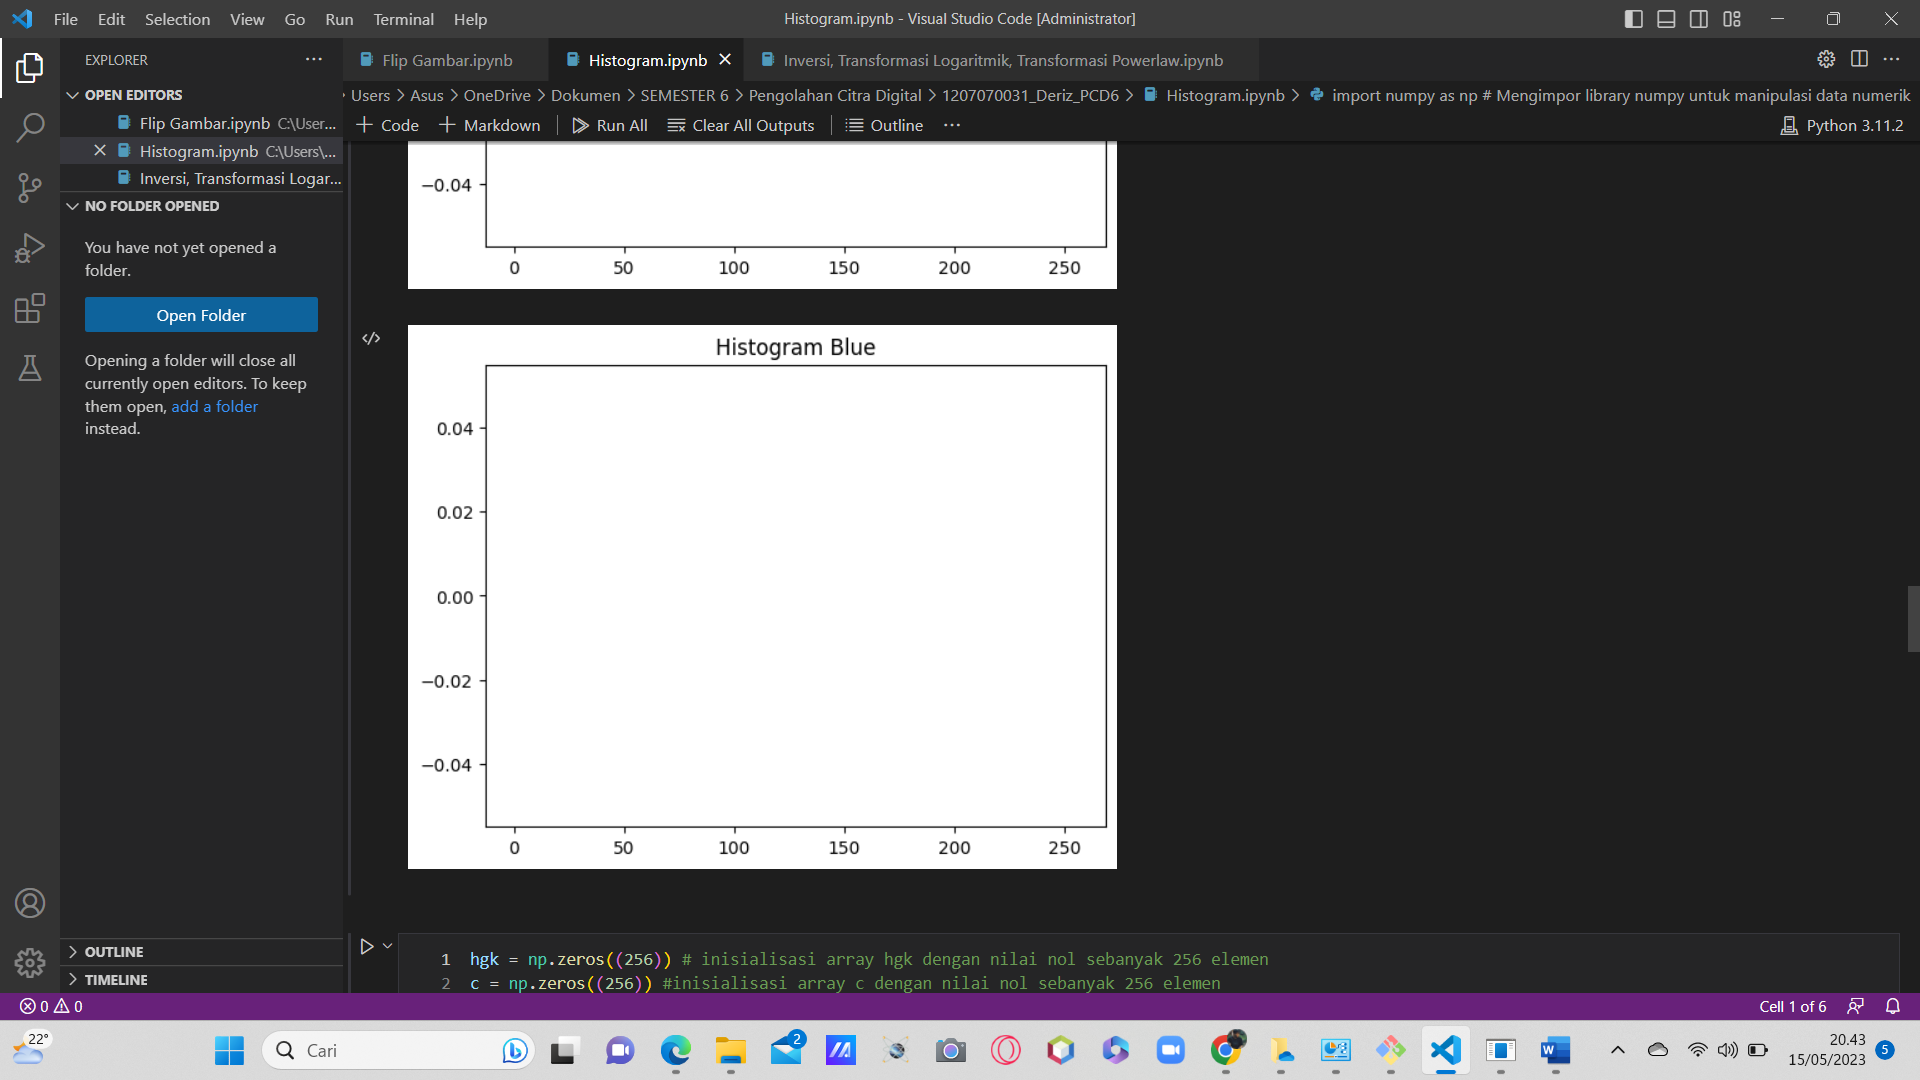 File Edit Selection View Go Run Terminal Help
Histogram.ipynb - Visual Studio Code [Administrator]
EXPLORER
Flip Gambar.ipynb
Histogram.ipynb
Inversi, Transformasi Logaritmik, Transformasi Powerlaw.ipynb
OPEN EDITORS
Users > Asus > OneDrive > Dokumen > SEMESTER 6 > Pengolahan Citra Digital > 1207070031_Deriz_PCD6 > Histogram.ipynb > import numpy as np # Mengimpor library numpy untuk manipulasi data numerik
Flip Gambar.ipynb C:\User...
Code Markdown Run All Clear All Outputs Outline ...
Python 3.11.2
Histogram.ipynb C:\Users\...
Inversi, Transformasi Logar...
NO FOLDER OPENED
You have not yet opened a
folder.
Open Folder
Opening a folder will close all
currently open editors. To keep
them open, add a folder
instead.
−0.04
0 50 100 150 200 250
Histogram Blue
0.04
0.02
0.00
−0.02
−0.04
0 50 100 150 200 250
1 hgk = np.zeros((256)) # inisialisasi array hgk dengan nilai nol sebanyak 256 elemen
2 c = np.zeros((256)) #inisialisasi array c dengan nilai nol sebanyak 256 elemen
OUTLINE
TIMELINE
0 0
Cell 1 of 6
22°
Cari
2
W
20.43
15/05/2023
5